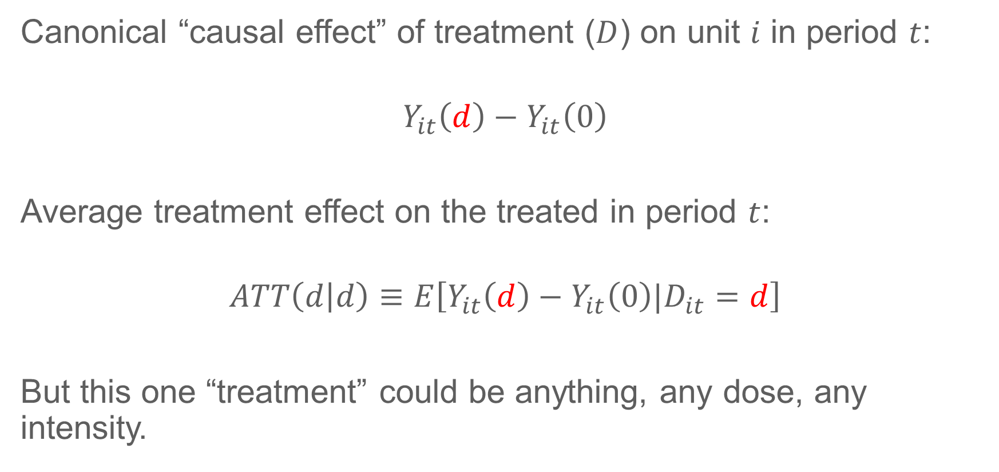 Canonical “causal effect” of treatment (D) on unit i in period t:
Y_{it}(d) − Y_{it}(0)
Average treatment effect on the treated in period t:
ATT(d|d) ≡ E[Y_{it}(d) − Y_{it}(0)|D_{it} = d]
But this one “treatment” could be anything, any dose, any
intensity.